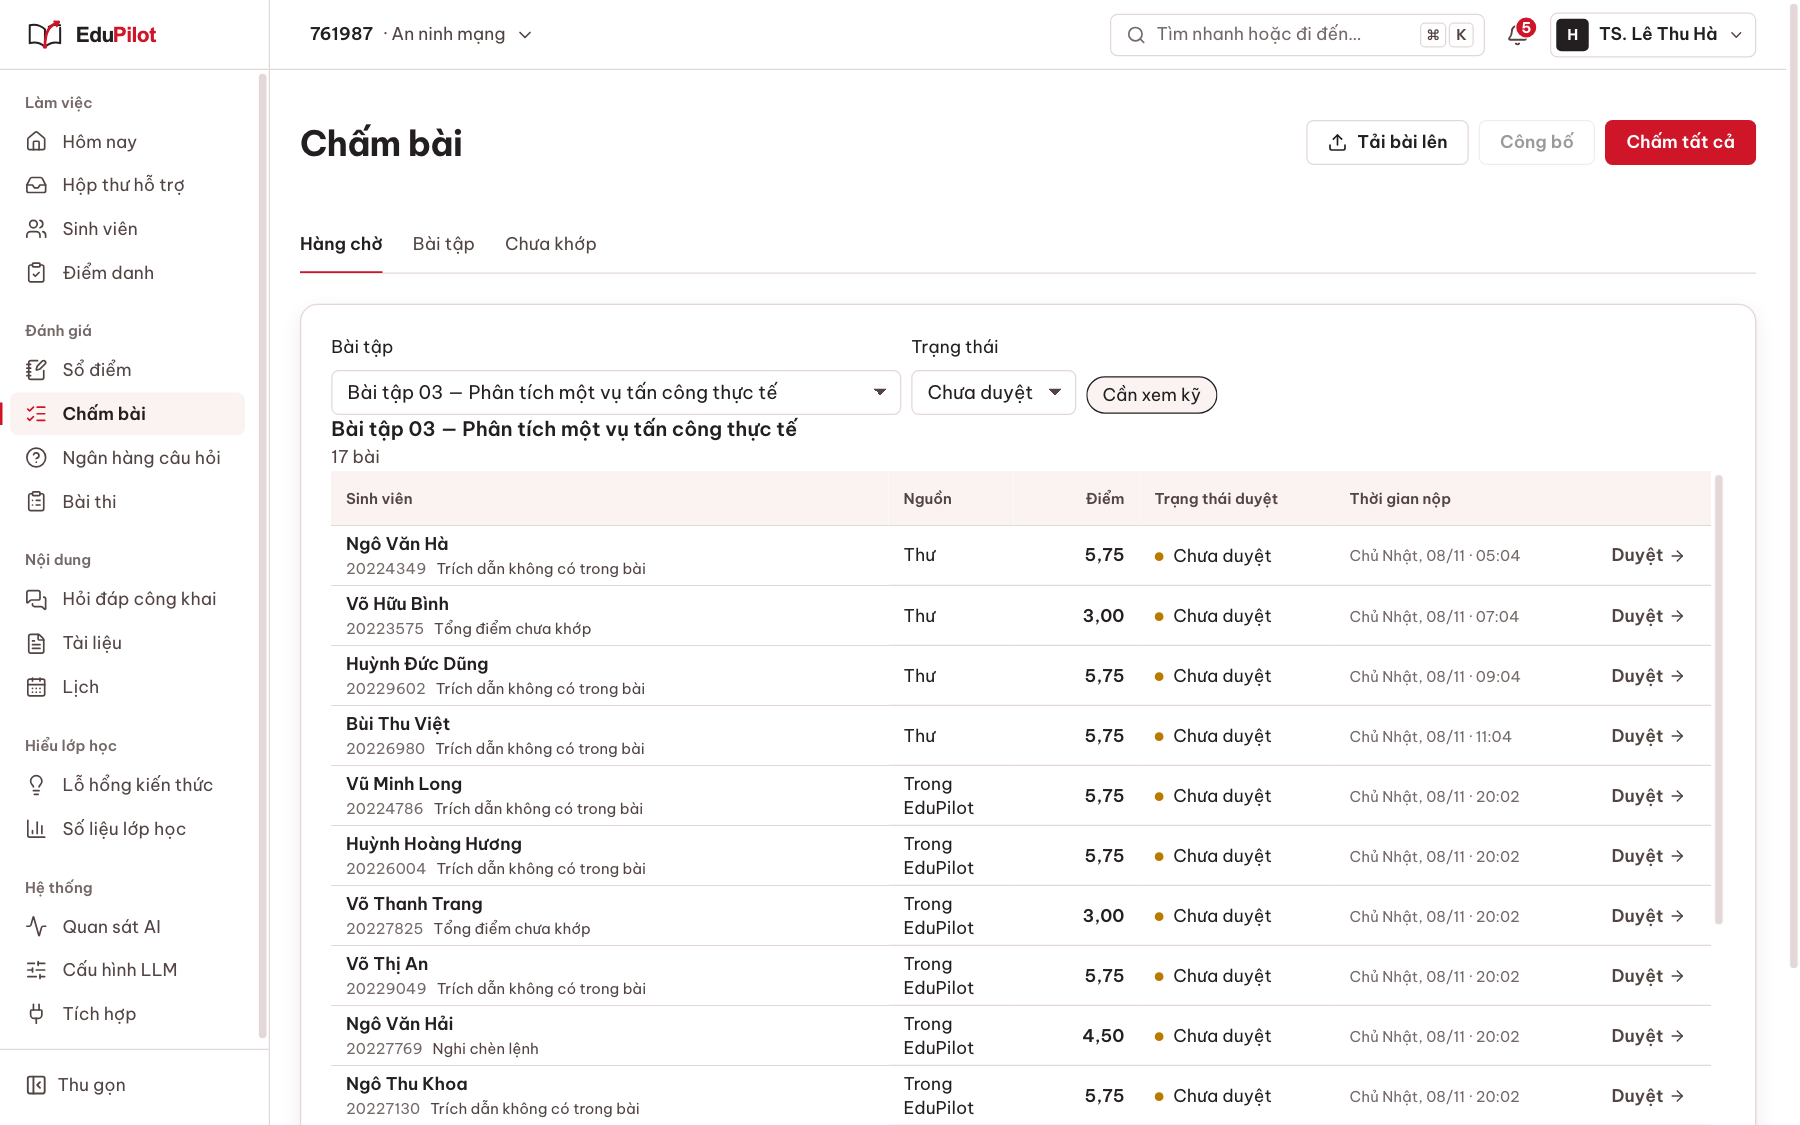 EduPilot
761987 · An ninh mạng
Tìm nhanh hoặc đi đến...
⌘ K
5
H
TS. Lê Thu Hà
Làm việc
Hôm nay
Hộp thư hỗ trợ
Sinh viên
Điểm danh
Đánh giá
Sổ điểm
Chấm bài
Ngân hàng câu hỏi
Bài thi
Nội dung
Hỏi đáp công khai
Tài liệu
Lịch
Hiểu lớp học
Lỗ hổng kiến thức
Số liệu lớp học
Hệ thống
Quan sát AI
Cấu hình LLM
Tích hợp
Thu gọn
Chấm bài
Tải bài lên
Công bố
Chấm tất cả
Hàng chờ
Bài tập
Chưa khớp
Bài tập
Trạng thái
Bài tập 03 — Phân tích một vụ tấn công thực tế
Chưa duyệt
Cần xem kỹ
Bài tập 03 — Phân tích một vụ tấn công thực tế
17 bài
Sinh viên Nguồn Điểm Trạng thái duyệt Thời gian nộp
Ngô Văn Hà
20224349 Trích dẫn không có trong bài
Thư 5,75 Chưa duyệt Chủ Nhật, 08/11 · 05:04 Duyệt →
Võ Hữu Bình
20223575 Tổng điểm chưa khớp
Thư 3,00 Chưa duyệt Chủ Nhật, 08/11 · 07:04 Duyệt →
Huỳnh Đức Dũng
20229602 Trích dẫn không có trong bài
Thư 5,75 Chưa duyệt Chủ Nhật, 08/11 · 09:04 Duyệt →
Bùi Thu Việt
20226980 Trích dẫn không có trong bài
Thư 5,75 Chưa duyệt Chủ Nhật, 08/11 · 11:04 Duyệt →
Vũ Minh Long
20224786 Trích dẫn không có trong bài
Trong
EduPilot
5,75 Chưa duyệt Chủ Nhật, 08/11 · 20:02 Duyệt →
Huỳnh Hoàng Hương
20226004 Trích dẫn không có trong bài
Trong
EduPilot
5,75 Chưa duyệt Chủ Nhật, 08/11 · 20:02 Duyệt →
Võ Thanh Trang
20227825 Tổng điểm chưa khớp
Trong
EduPilot
3,00 Chưa duyệt Chủ Nhật, 08/11 · 20:02 Duyệt →
Võ Thị An
20229049 Trích dẫn không có trong bài
Trong
EduPilot
5,75 Chưa duyệt Chủ Nhật, 08/11 · 20:02 Duyệt →
Ngô Văn Hải
20227769 Nghi chèn lệnh
Trong
EduPilot
4,50 Chưa duyệt Chủ Nhật, 08/11 · 20:02 Duyệt →
Ngô Thu Khoa
20227130 Trích dẫn không có trong bài
Trong
EduPilot
5,75 Chưa duyệt Chủ Nhật, 08/11 · 20:02 Duyệt →